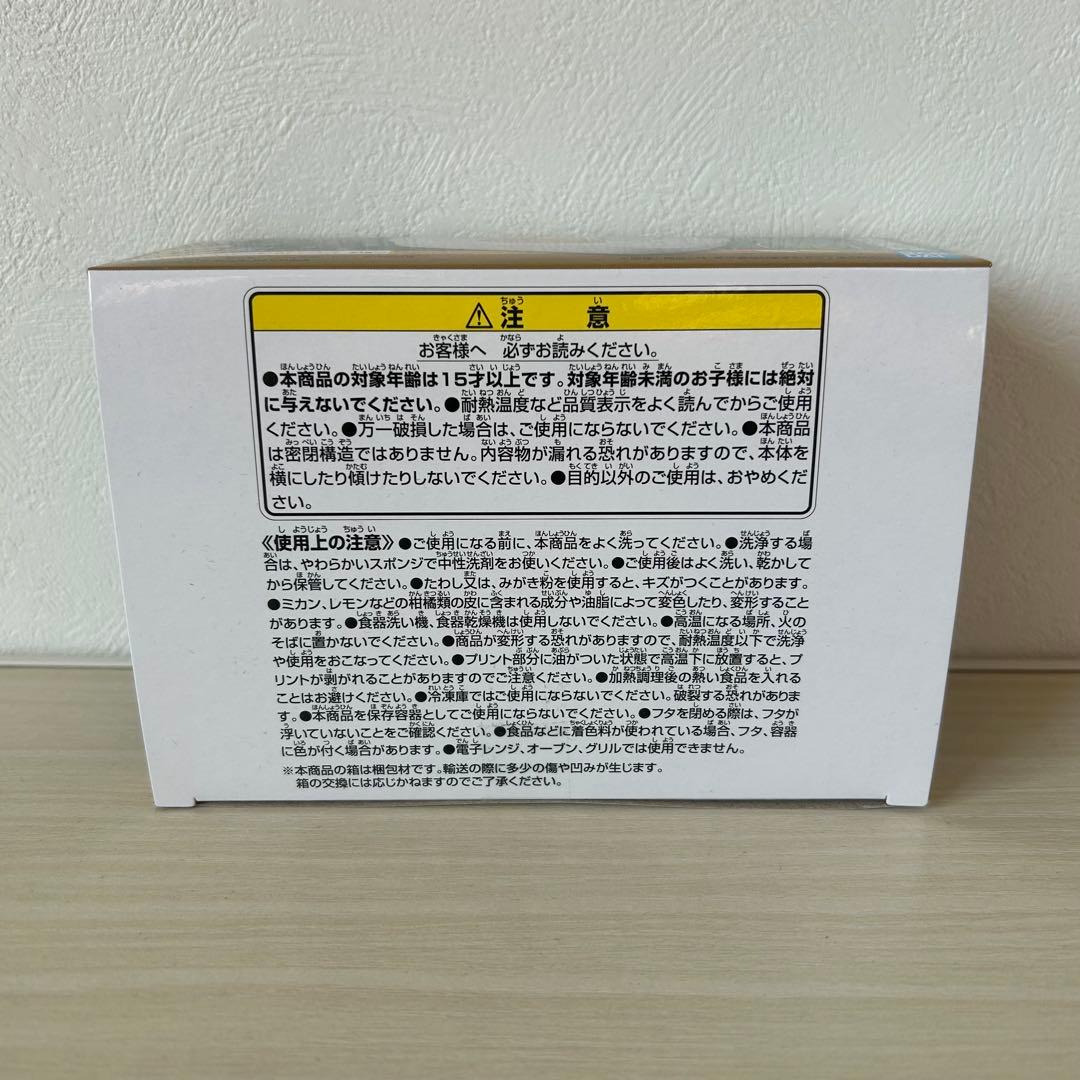 ⚠注意
お客様へ 必ずお読みください。
●本商品の対象年齢は15才以上です。対象年齢未満のお子様には絶対
に与えないでください。●耐熱温度など品質表示をよく読んでからご使用
ください。●万一破損した場合は、ご使用にならないでください。●本商品
は密閉構造ではありません。内容物が漏れる恐れがありますので、本体を
横にしたり傾けたりしないでください。●目的以外のご使用は、おやめくだ
さい。
《使用上の注意》●ご使用になる前に、本商品をよく洗ってください。●洗浄する場
合は、やわらかいスポンジで中性洗剤をお使いください。●ご使用後はよく洗い、乾かして
から保管してください。●たわし又は、みがき粉を使用すると、キズがつくことがあります。
●ミカン、レモンなどの柑橘類の皮に含まれる成分や油脂によって変色したり、変形すること
があります。●食器洗い機、食器乾燥機は使用しないでください。●高温になる場所、火の
そばに置かないでください。●商品が変形する恐れがありますので、耐熱温度以下で洗浄
や使用をおこなってください。●プリント部分に油がついた状態で高温下に放置すると、プ
リントが剥がれることがありますのでご注意ください。●加熱調理後の熱い食品を入れる
ことはお避けください。●冷凍庫ではご使用にならないでください。破裂する恐れがありま
す。●本商品を保存容器としてご使用にならないでください。●フタを閉める際は、フタが
浮いていないことをご確認ください。●食品などに着色料が使われている場合、フタ、容器
に色が付く場合があります。●電子レンジ、オーブン、グリルでは使用できません。
※本商品の箱は梱包材です。輸送の際に多少の傷や凹みが生じます。
箱の交換には応じかねますのでご了承ください。